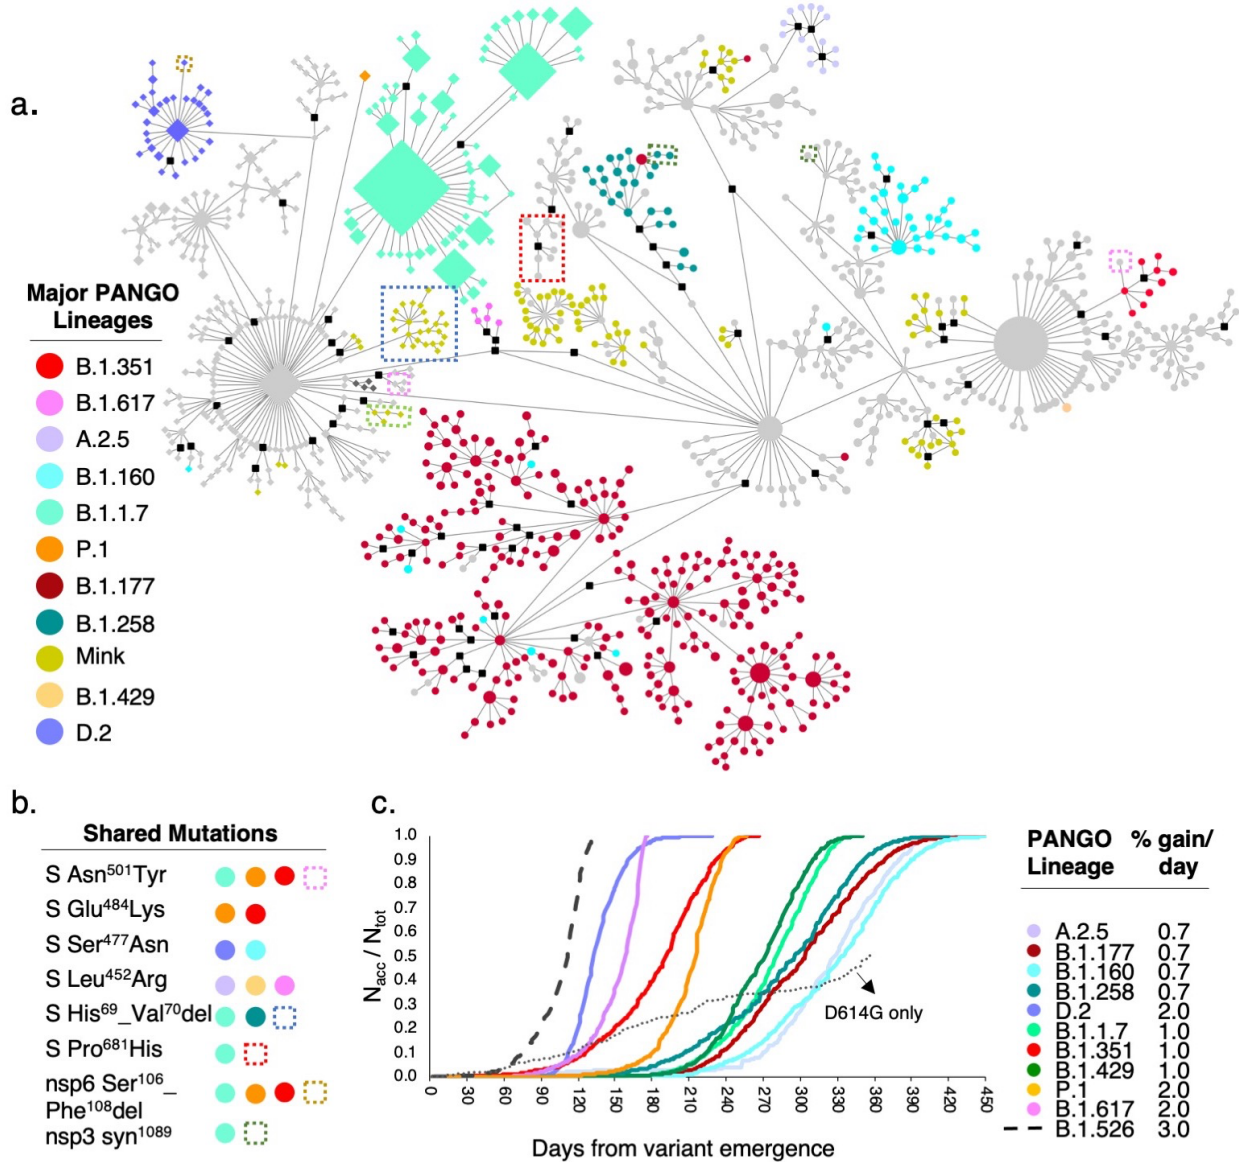 a.
Major PANGO
Lineages
B.1.351
B.1.617
A.2.5
B.1.160
B.1.1.7
P.1
B.1.177
B.1.258
Mink
B.1.429
D.2
b.
Shared Mutations
S Asn⁵⁰¹Tyr
S Glu⁴⁸⁴Lys
S Ser⁴⁷⁷Asn
S Leu⁴⁵²Arg
S His⁶⁹_Val⁷⁰del
S Pro⁶⁸¹His
nsp6 Ser¹⁰⁶_
Phe¹⁰⁸del
nsp3 syn¹⁰⁸⁹
c.
1.0
0.9
0.8
0.7
0.6
0.5
0.4
0.3
0.2
0.1
0.0
N_acc / N_tot
D614G only
0 30 60 90 120 150 180 210 240 270 300 330 360 390 420 450
Days from variant emergence
PANGO % gain/
Lineage day
A.2.5 0.7
B.1.177 0.7
B.1.160 0.7
B.1.258 0.7
D.2 2.0
B.1.1.7 1.0
B.1.351 1.0
B.1.429 1.0
P.1 2.0
B.1.617 2.0
B.1.526 3.0